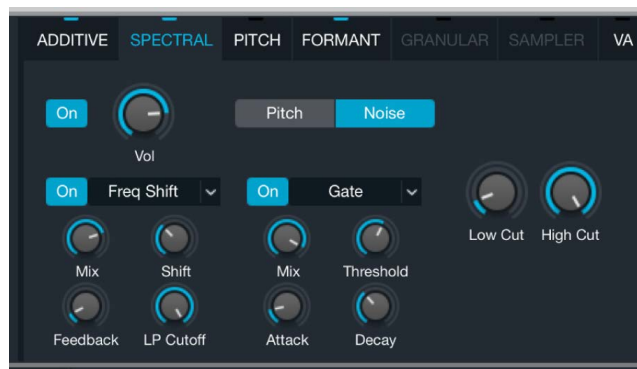 ADDITIVE SPECTRAL PITCH FORMANT GRANULAR SAMPLER VA
On Pitch Noise
Vol
On Freq Shift On Gate
Low Cut High Cut
Mix Shift Mix Threshold
Feedback LP Cutoff Attack Decay